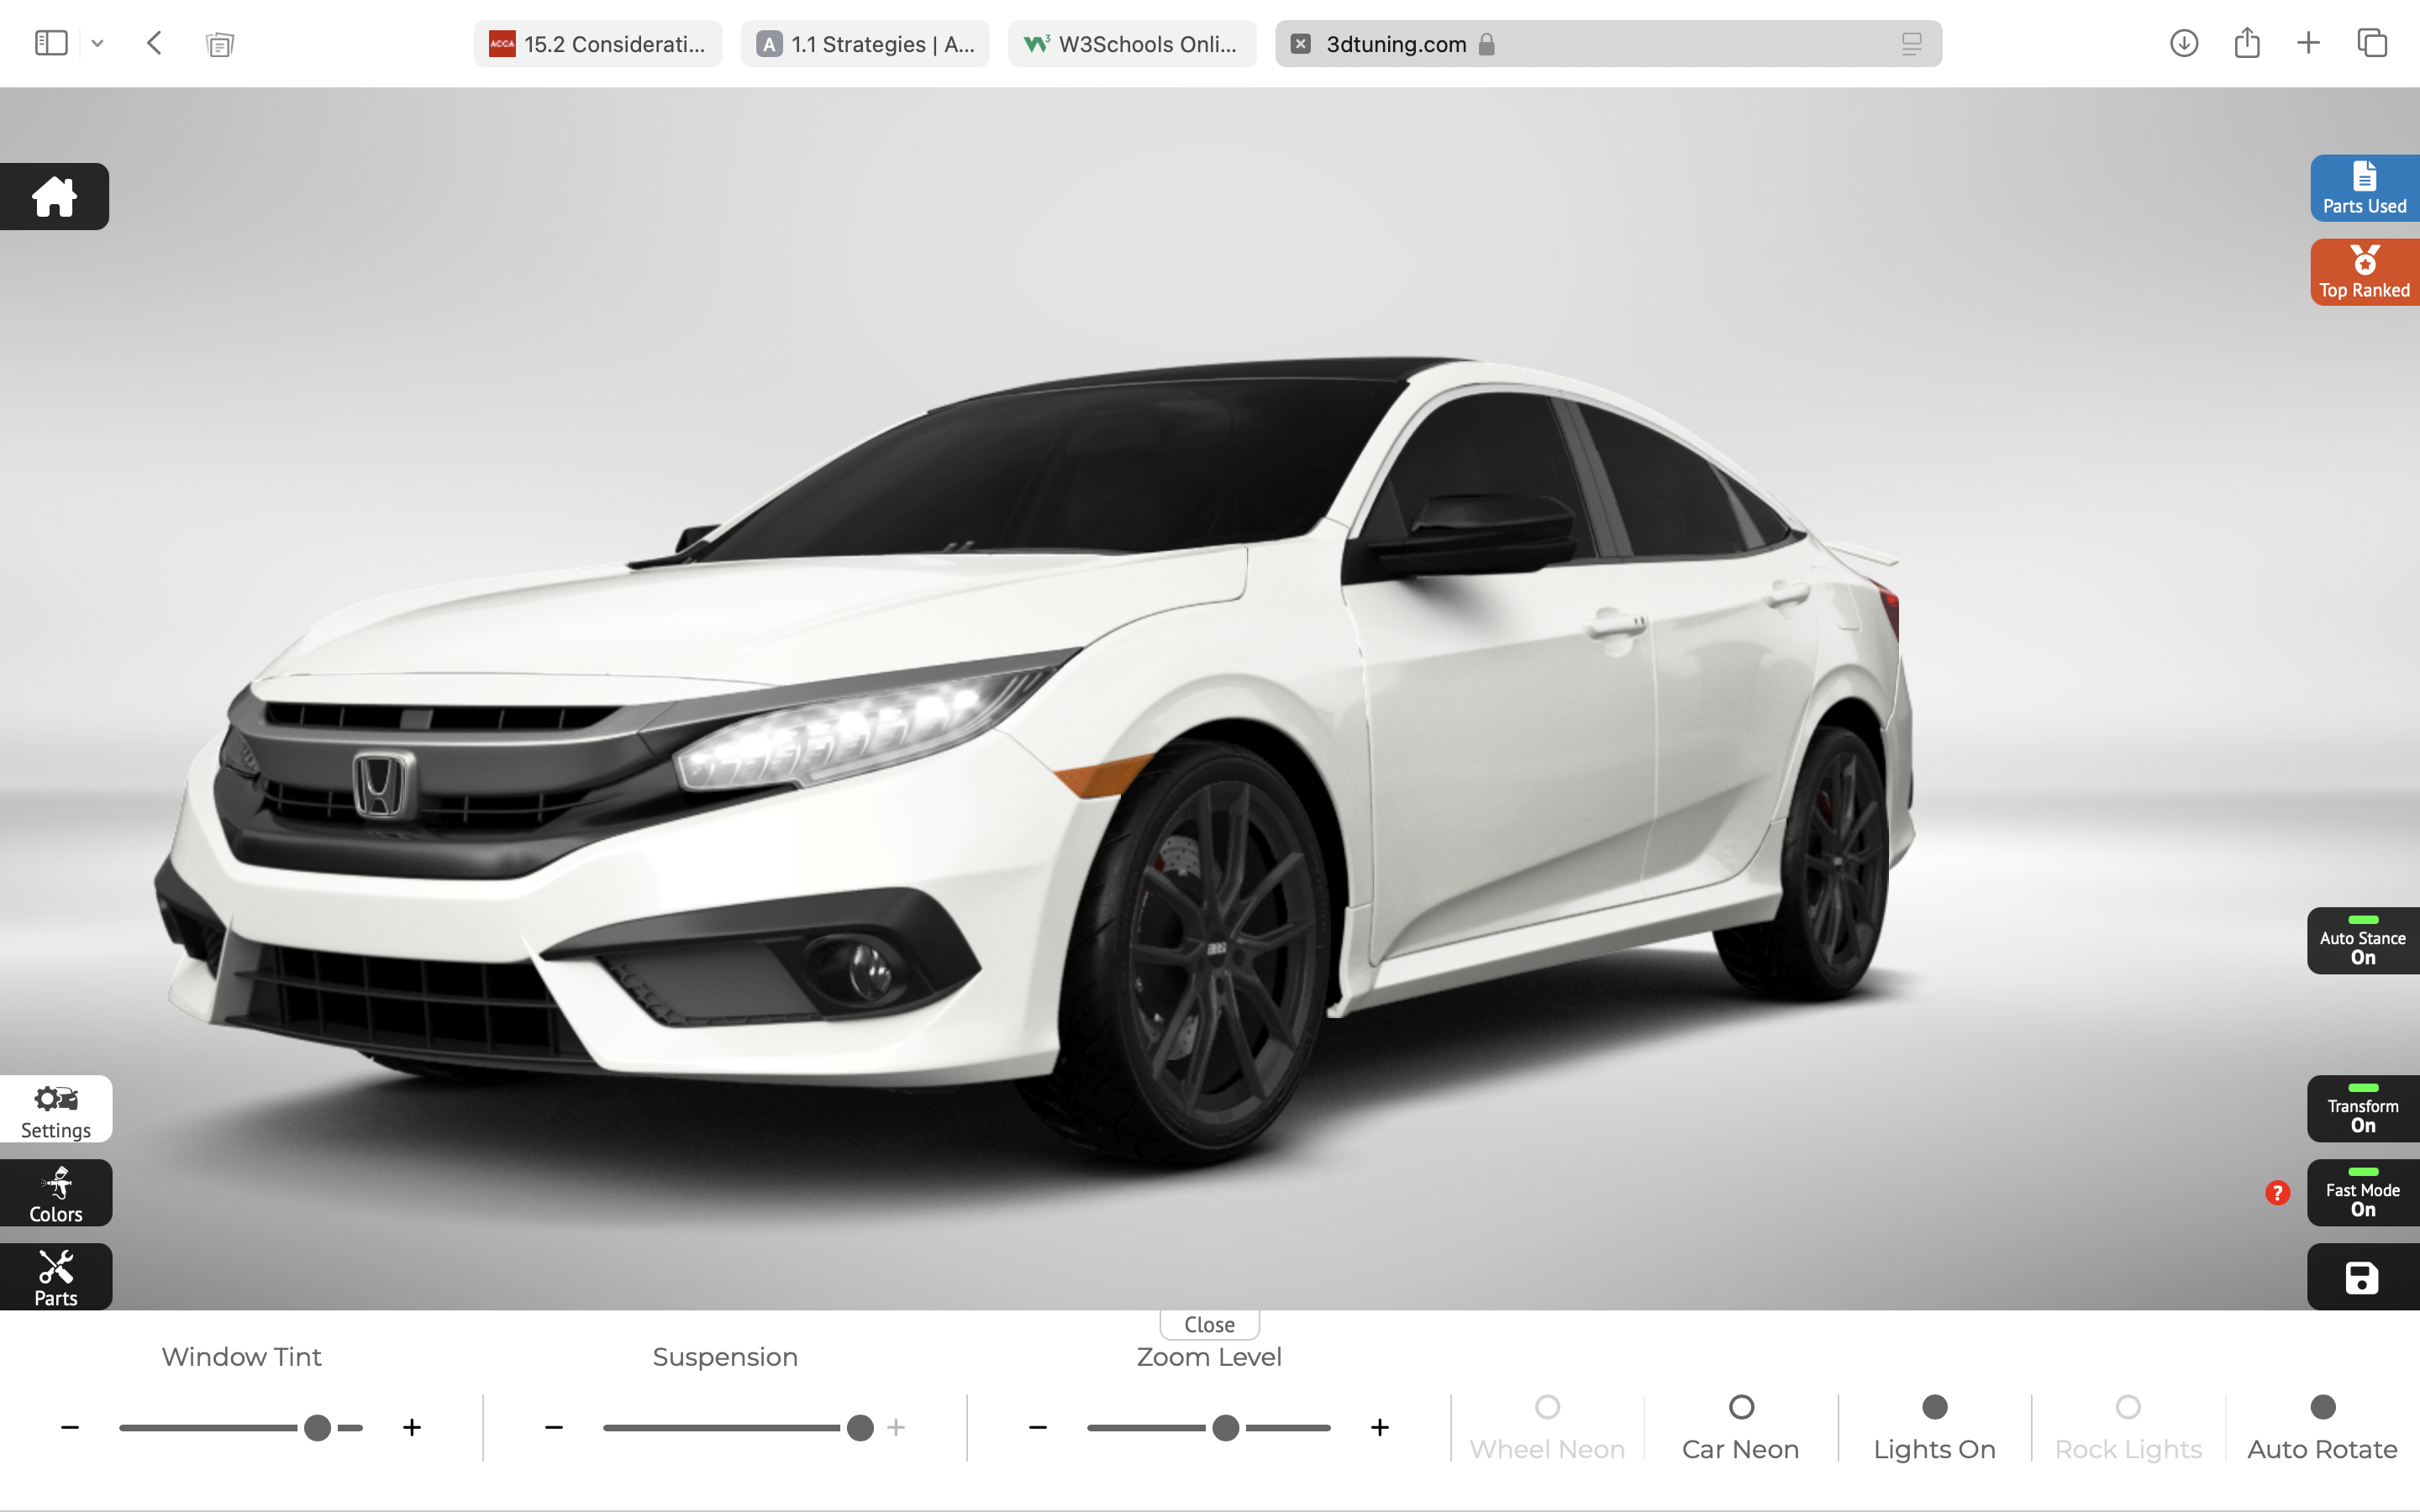 ACCA
15.2 Considerati...
A
1.1 Strategies | A...
W3
W3Schools Onli...
3dtuning.com
Parts Used
Top Ranked
Auto Stance
On
Settings
Transform
On
Colors
?
Fast Mode
On
Parts
Close
Window Tint
Suspension
Zoom Level
− + − + − +
Wheel Neon
Car Neon
Lights On
Rock Lights
Auto Rotate